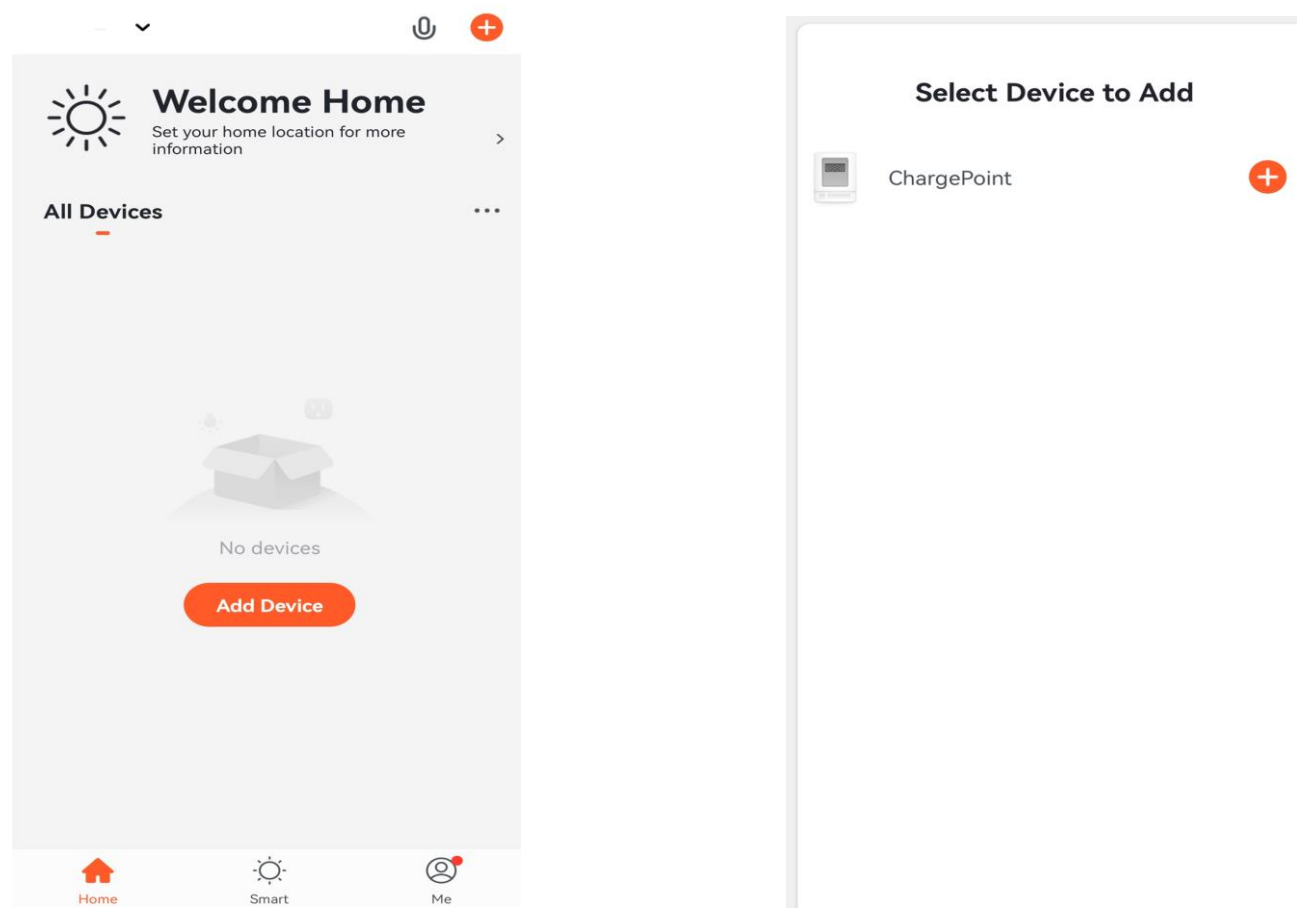 Welcome Home
Set your home location for more
information
All Devices
No devices
Add Device
Home
Smart
Me
Select Device to Add
ChargePoint